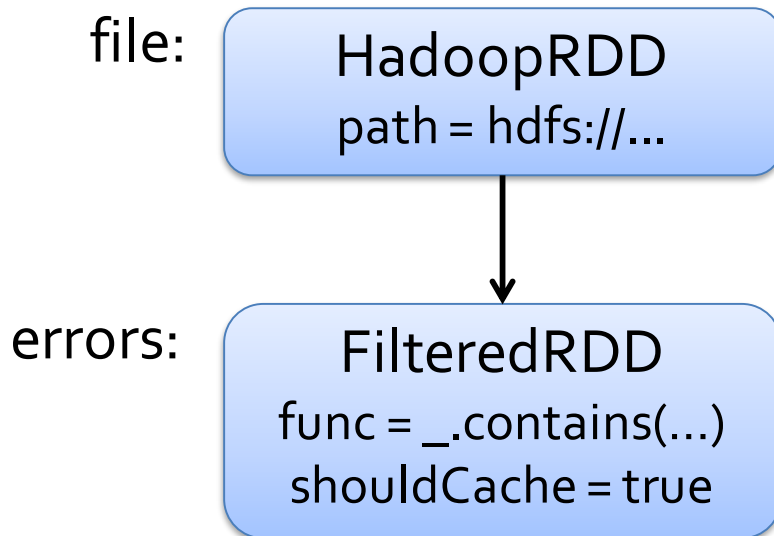 file:
HadoopRDD
path = hdfs://...
errors:
FilteredRDD
func = _.contains(...)
shouldCache = true